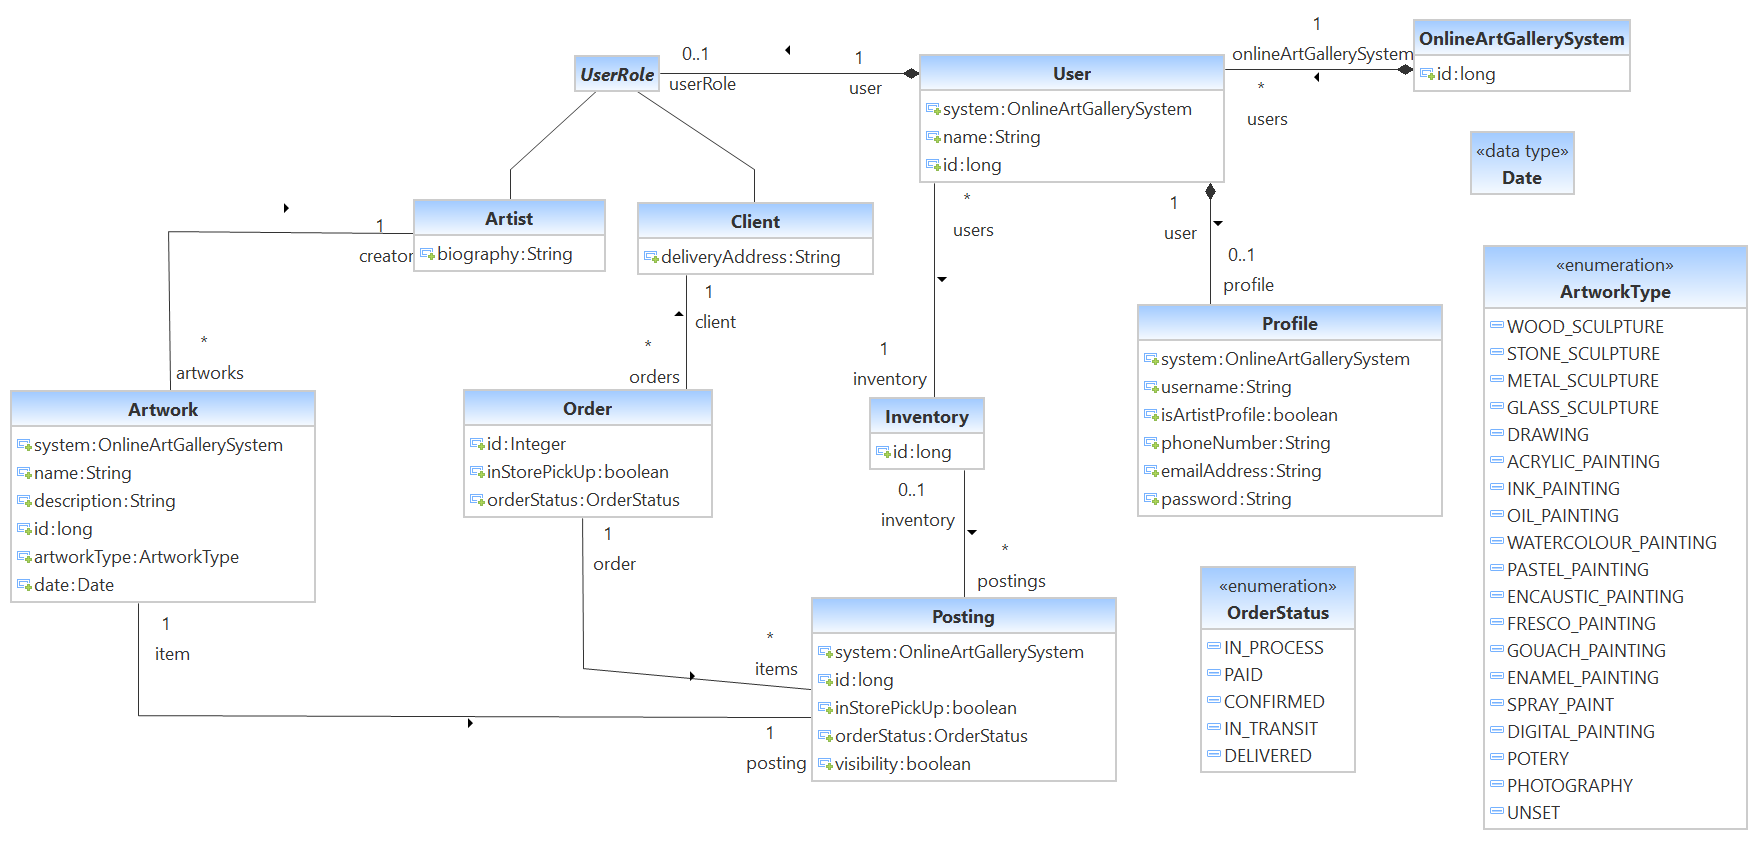 UserRole
0..1
userRole
1
user
User
system:OnlineArtGallerySystem
name:String
id:long
1
onlineArtGallerySystem
*
users
OnlineArtGallerySystem
id:long
«data type»
Date
Artist
biography:String
1
creator
*
artworks
Client
deliveryAddress:String
1
client
*
orders
*
users
1
inventory
1
user
0..1
profile
Profile
system:OnlineArtGallerySystem
username:String
isArtistProfile:boolean
phoneNumber:String
emailAddress:String
password:String
«enumeration»
ArtworkType
WOOD_SCULPTURE
STONE_SCULPTURE
METAL_SCULPTURE
GLASS_SCULPTURE
DRAWING
ACRYLIC_PAINTING
INK_PAINTING
OIL_PAINTING
WATERCOLOUR_PAINTING
PASTEL_PAINTING
ENCAUSTIC_PAINTING
FRESCO_PAINTING
GOUACH_PAINTING
ENAMEL_PAINTING
SPRAY_PAINT
DIGITAL_PAINTING
POTERY
PHOTOGRAPHY
UNSET
Artwork
system:OnlineArtGallerySystem
name:String
description:String
id:long
artworkType:ArtworkType
date:Date
Order
id:Integer
inStorePickUp:boolean
orderStatus:OrderStatus
Inventory
id:long
0..1
inventory
*
postings
1
order
*
items
1
item
1
posting
Posting
system:OnlineArtGallerySystem
id:long
inStorePickUp:boolean
orderStatus:OrderStatus
visibility:boolean
«enumeration»
OrderStatus
IN_PROCESS
PAID
CONFIRMED
IN_TRANSIT
DELIVERED